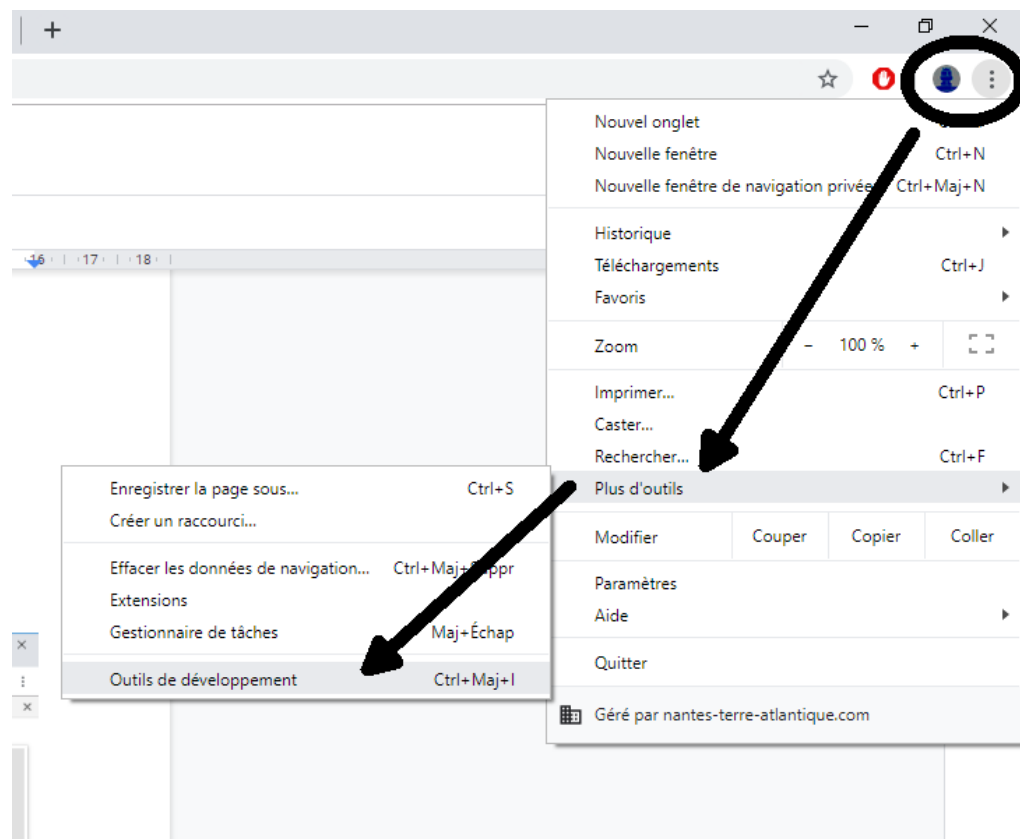 16 17 18
Nouvel onglet
Nouvelle fenêtre Ctrl+N
Nouvelle fenêtre de navigation privée Ctrl+Maj+N
Historique
Téléchargements Ctrl+J
Favoris
Zoom - 100 % +
Imprimer... Ctrl+P
Caster...
Rechercher... Ctrl+F
Plus d'outils
Modifier Couper Copier Coller
Paramètres
Aide
Quitter
Géré par nantes-terre-atlantique.com
Enregistrer la page sous... Ctrl+S
Créer un raccourci...
Effacer les données de navigation... Ctrl+Maj+Suppr
Extensions
Gestionnaire de tâches Maj+Échap
Outils de développement Ctrl+Maj+I